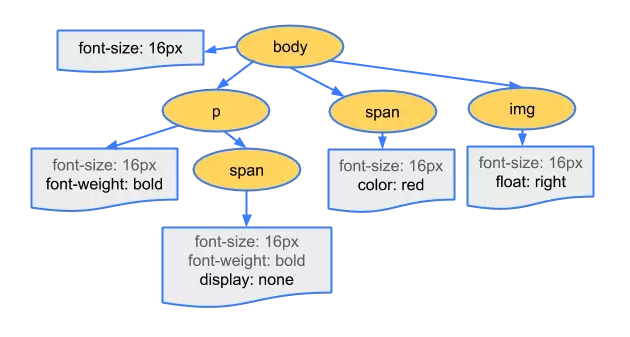 font-size: 16px
body
p
span
img
font-size: 16px
font-weight: bold
span
font-size: 16px
color: red
font-size: 16px
float: right
font-size: 16px
font-weight: bold
display: none